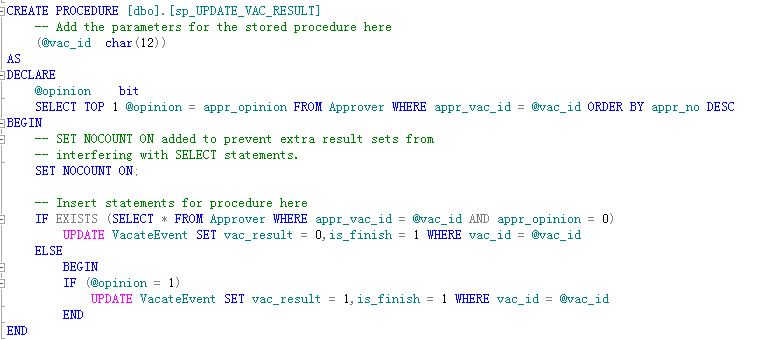 CREATE PROCEDURE [dbo].[sp_UPDATE_VAC_RESULT]
-- Add the parameters for the stored procedure here
(@vac_id char(12))
AS
DECLARE
@opinion bit
SELECT TOP 1 @opinion = appr_opinion FROM Approver WHERE appr_vac_id = @vac_id ORDER BY appr_no DESC
BEGIN
-- SET NOCOUNT ON added to prevent extra result sets from
-- interfering with SELECT statements.
SET NOCOUNT ON;
-- Insert statements for procedure here
IF EXISTS (SELECT * FROM Approver WHERE appr_vac_id = @vac_id AND appr_opinion = 0)
UPDATE VacateEvent SET vac_result = 0,is_finish = 1 WHERE vac_id = @vac_id
ELSE
BEGIN
IF (@opinion = 1)
UPDATE VacateEvent SET vac_result = 1,is_finish = 1 WHERE vac_id = @vac_id
END
END